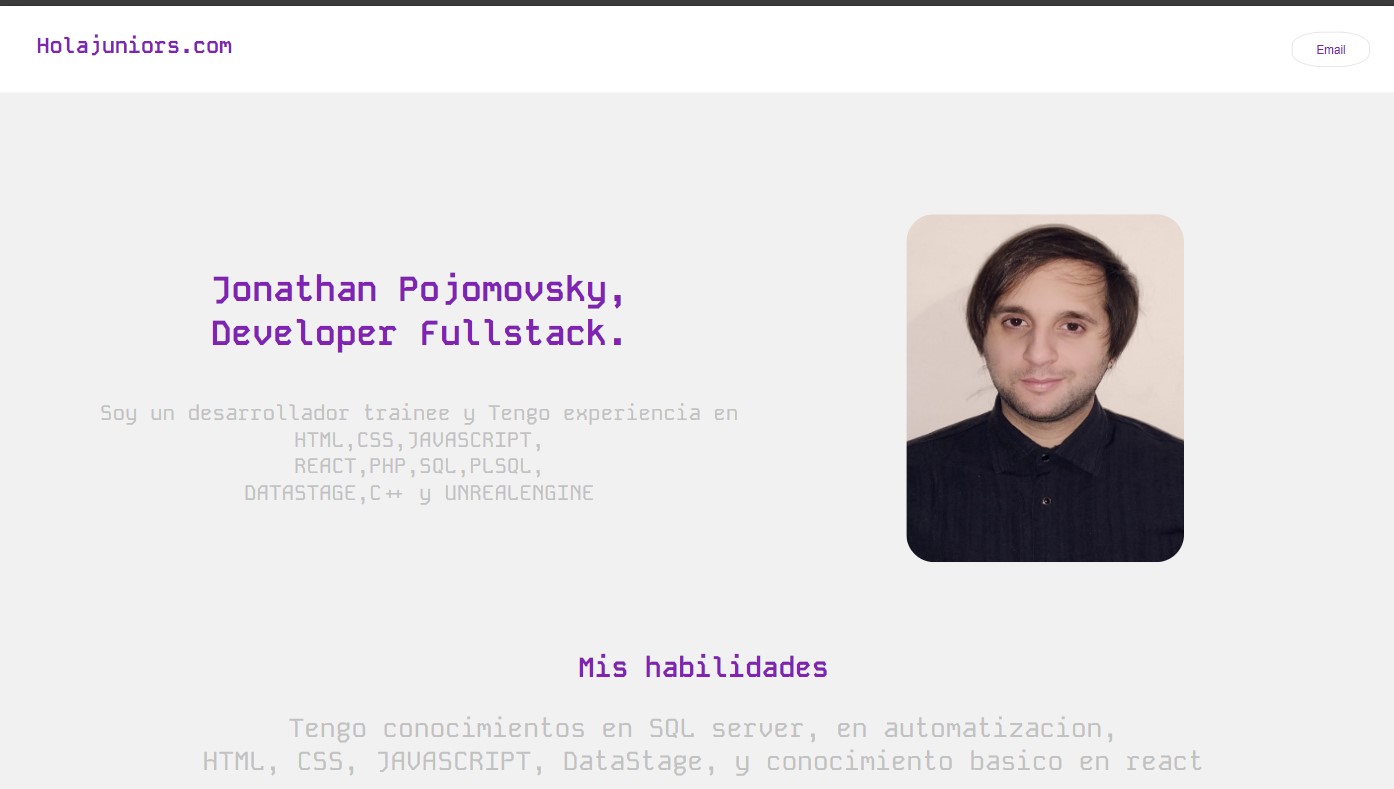 Holajuniors.com
Email
Jonathan Pojomovsky,
Developer Fullstack.
Soy un desarrollador trainee y Tengo experiencia en
HTML,CSS,JAVASCRIPT,
REACT,PHP,SQL,PLSQL,
DATASTAGE,C++ y UNREALENGINE
Mis habilidades
Tengo conocimientos en SQL server, en automatizacion,
HTML, CSS, JAVASCRIPT, DataStage, y conocimiento basico en react